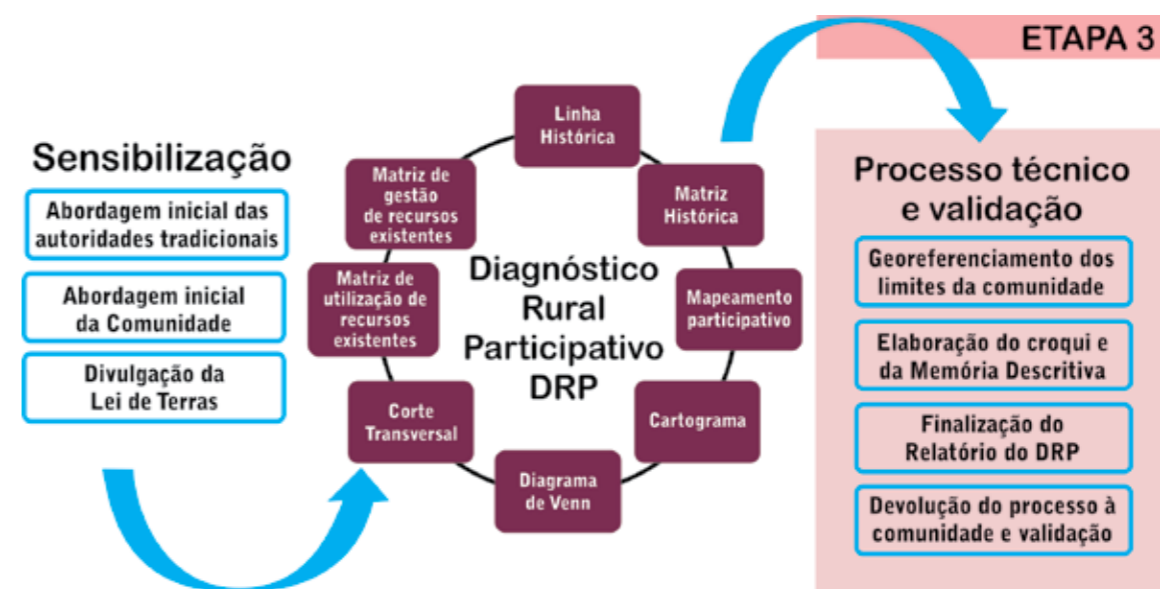 ETAPA 3
Sensibilização
Abordagem inicial das
autoridades tradicionais
Abordagem inicial
da Comunidade
Divulgação da
Lei de Terras
Diagnóstico
Rural
Participativo
DRP
Linha
Histórica
Matriz
Histórica
Mapeamento
participativo
Cartograma
Diagrama
de Venn
Corte
Transversal
Matriz de
utilização de
recursos
existentes
Matriz de
gestão
de recursos
existentes
Processo técnico
e validação
Georeferenciamento dos
limites da comunidade
Elaboração do croqui e
da Memória Descritiva
Finalização do
Relatório do DRP
Devolução do processo à
comunidade e validação